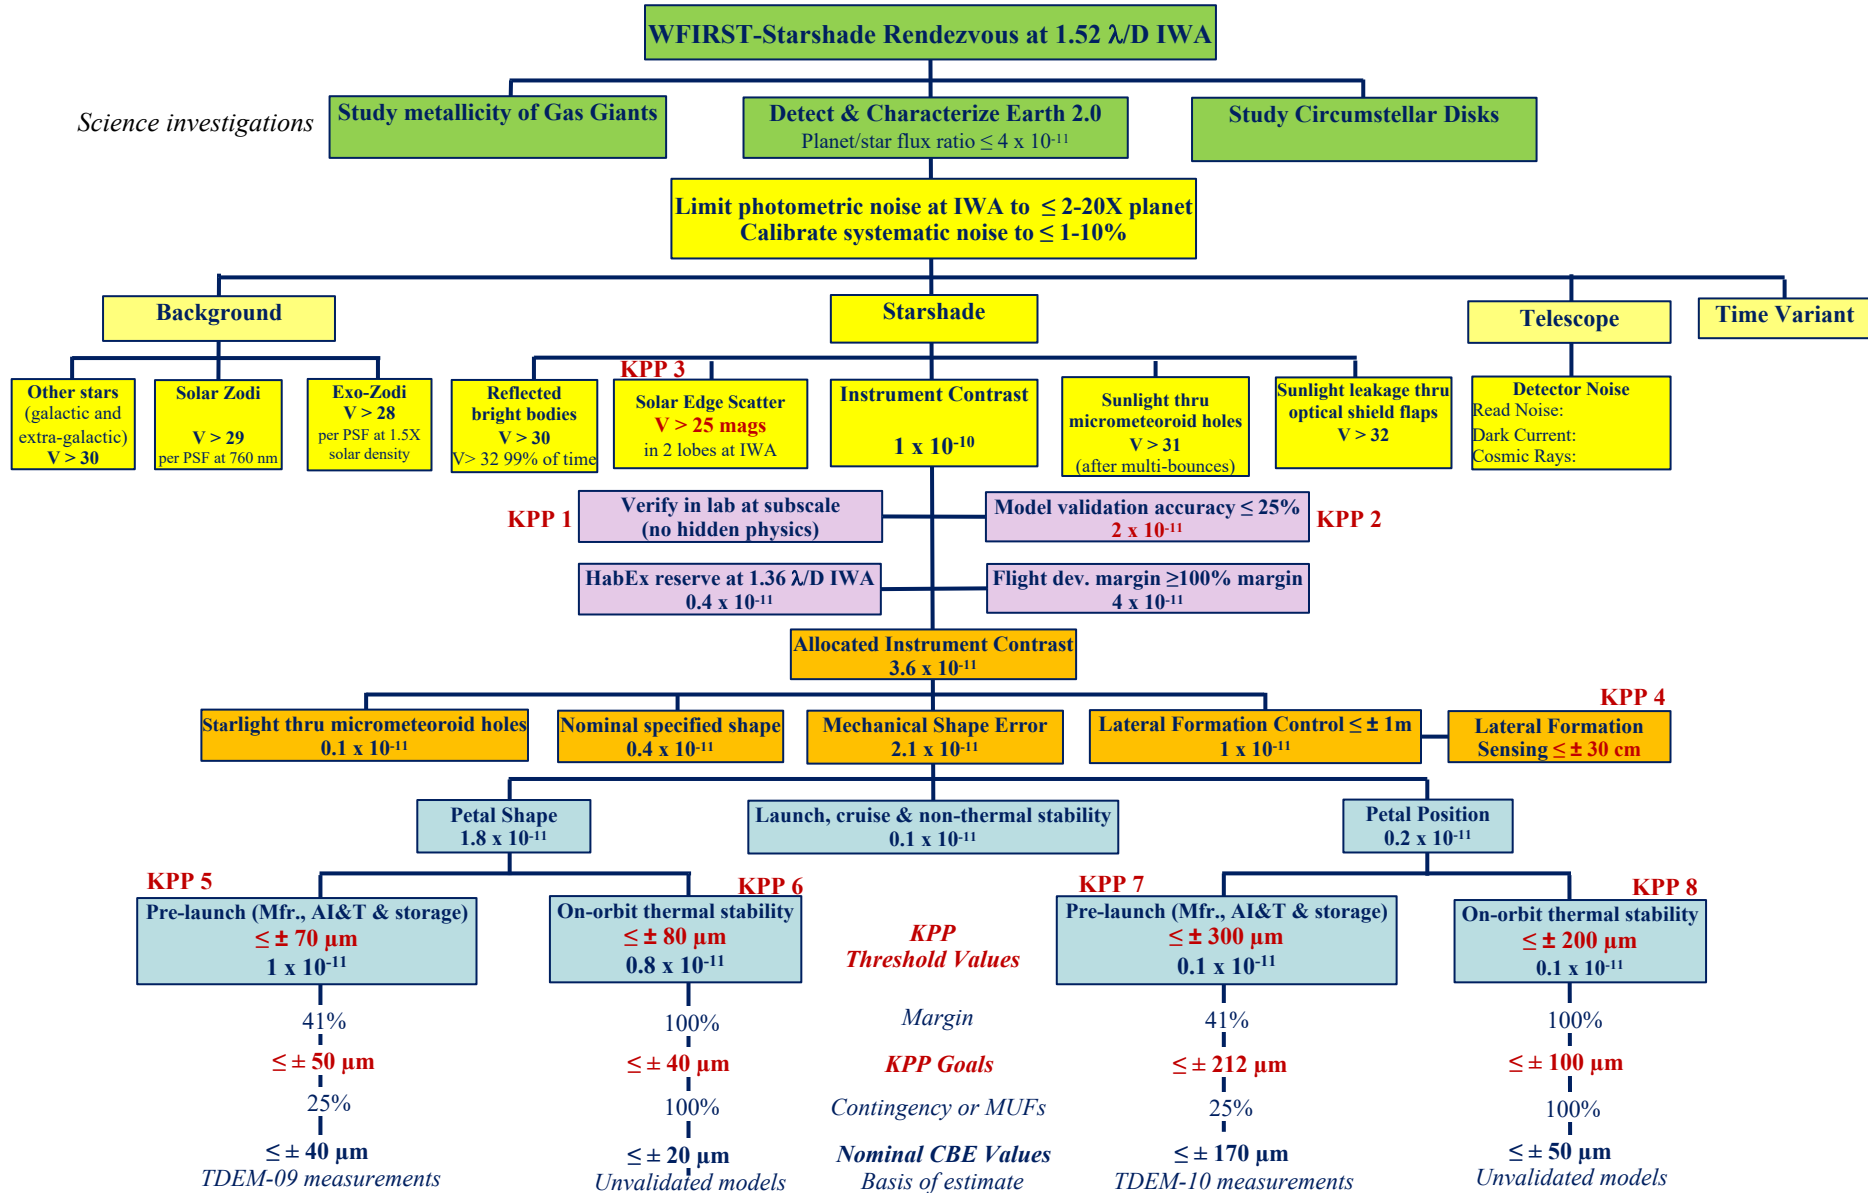 WFIRST-Starshade Rendezvous at 1.52 λ/D IWA
Science investigations
Study metallicity of Gas Giants
Detect & Characterize Earth 2.0
Planet/star flux ratio ≤ 4 x 10⁻¹¹
Study Circumstellar Disks
Limit photometric noise at IWA to ≤ 2-20X planet
Calibrate systematic noise to ≤ 1-10%
Background
Starshade
Telescope
Time Variant
Other stars
(galactic and
extra-galactic)
V > 30
Solar Zodi
V > 29
per PSF at 760 nm
Exo-Zodi
V > 28
per PSF at 1.5X
solar density
Reflected
bright bodies
V > 30
V> 32 99% of time
KPP 3
Solar Edge Scatter
V > 25 mags
in 2 lobes at IWA
Instrument Contrast
1 x 10⁻¹⁰
Sunlight thru
micrometeoroid holes
V > 31
(after multi-bounces)
Sunlight leakage thru
optical shield flaps
V > 32
Detector Noise
Read Noise:
Dark Current:
Cosmic Rays:
KPP 1
Verify in lab at subscale
(no hidden physics)
Model validation accuracy ≤ 25%
2 x 10⁻¹¹
KPP 2
HabEx reserve at 1.36 λ/D IWA
0.4 x 10⁻¹¹
Flight dev. margin ≥100% margin
4 x 10⁻¹¹
Allocated Instrument Contrast
3.6 x 10⁻¹¹
Starlight thru micrometeoroid holes
0.1 x 10⁻¹¹
Nominal specified shape
0.4 x 10⁻¹¹
Mechanical Shape Error
2.1 x 10⁻¹¹
Lateral Formation Control ≤ ± 1m
1 x 10⁻¹¹
KPP 4
Lateral Formation
Sensing ≤ ± 30 cm
Petal Shape
1.8 x 10⁻¹¹
Launch, cruise & non-thermal stability
0.1 x 10⁻¹¹
Petal Position
0.2 x 10⁻¹¹
KPP 5
Pre-launch (Mfr., AI&T & storage)
≤ ± 70 µm
1 x 10⁻¹¹
KPP 6
On-orbit thermal stability
≤ ± 80 µm
0.8 x 10⁻¹¹
KPP
Threshold Values
KPP 7
Pre-launch (Mfr., AI&T & storage)
≤ ± 300 µm
0.1 x 10⁻¹¹
KPP 8
On-orbit thermal stability
≤ ± 200 µm
0.1 x 10⁻¹¹
41%
100%
Margin
41%
100%
≤ ± 50 µm
≤ ± 40 µm
KPP Goals
≤ ± 212 µm
≤ ± 100 µm
25%
100%
Contingency or MUFs
25%
100%
≤ ± 40 µm
≤ ± 20 µm
Nominal CBE Values
≤ ± 170 µm
≤ ± 50 µm
TDEM-09 measurements
Unvalidated models
Basis of estimate
TDEM-10 measurements
Unvalidated models